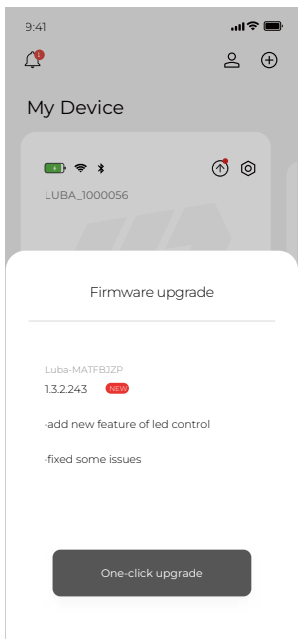 9:41
My Device
LUBA_1000056
Firmware upgrade
Luba-MATFBJZP
1.3.2.243 NEW
·add new feature of led control
·fixed some issues
One-click upgrade